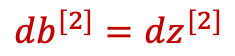 db^{[2]} = dz^{[2]}